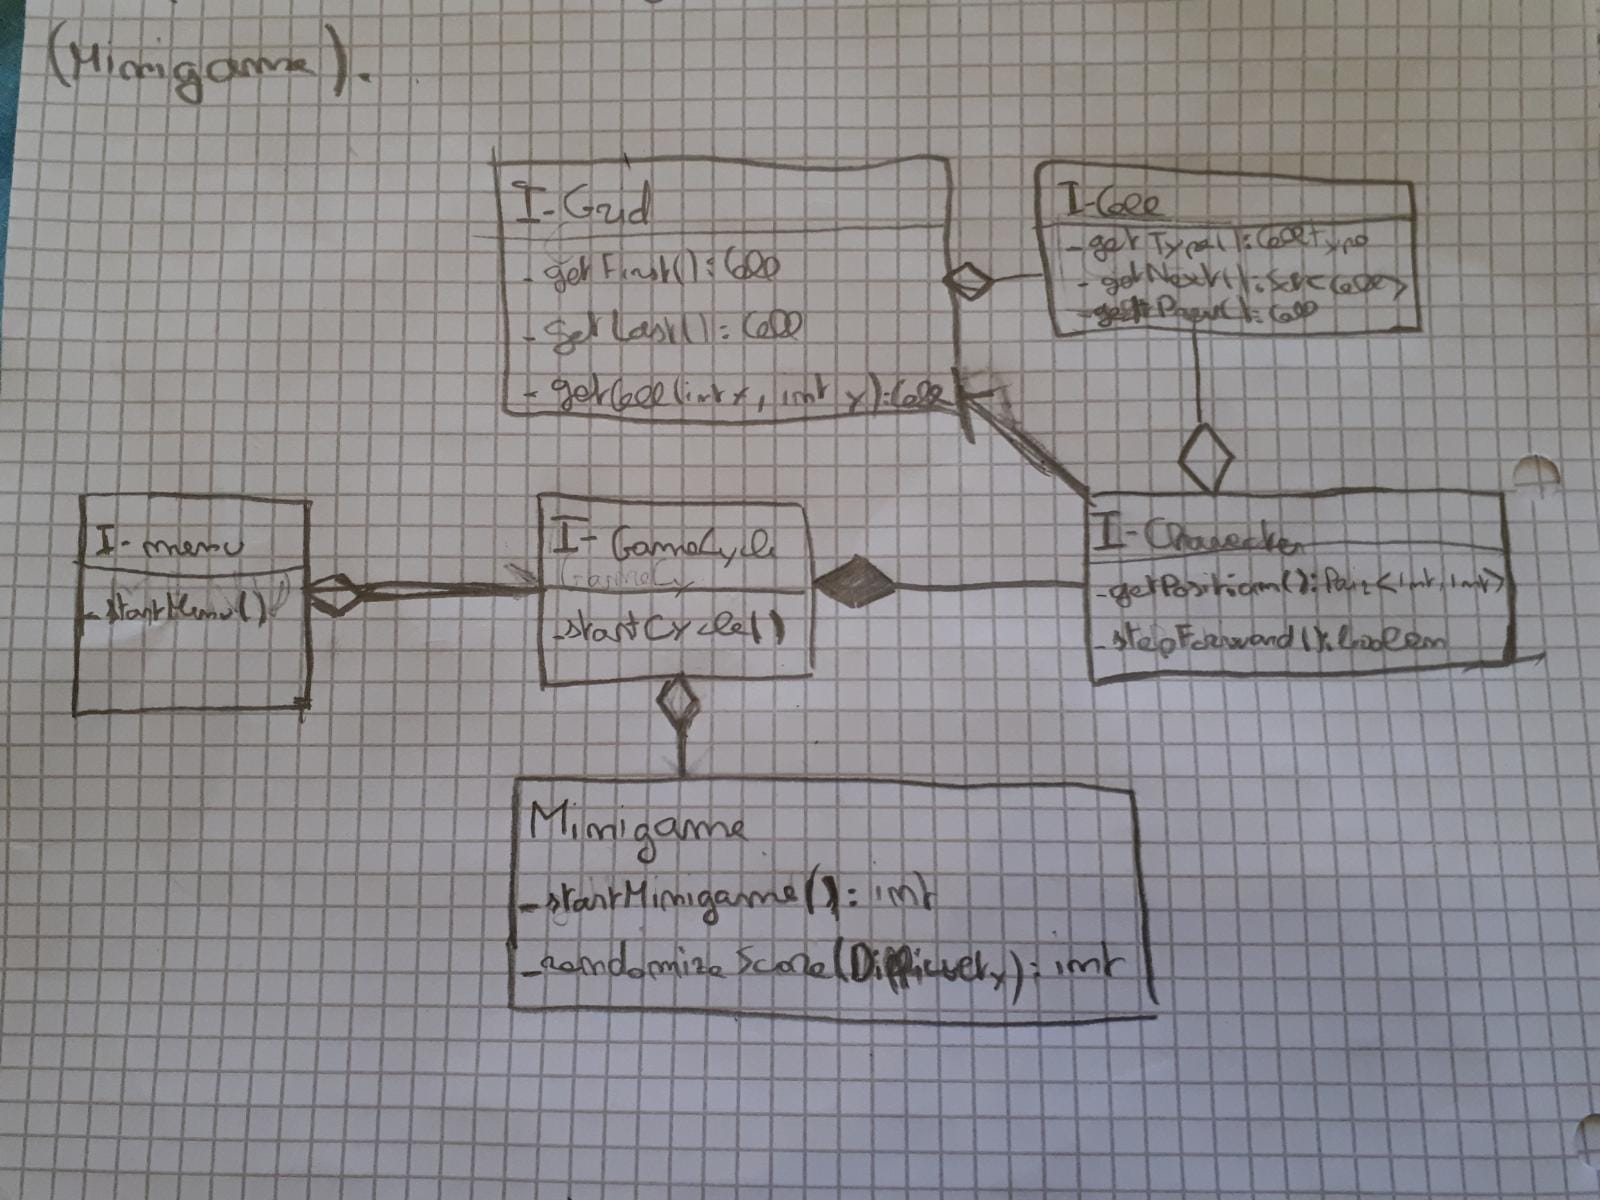 (Minigame).
I-Grid
- getFirst(): Cell
- getLast(): Cell
- getCell(int x, int y): Cell
I-Cell
- getType(): CellType
- getNext(): Set<Cell>
- getPrev(): Cell
I-menu
- startMenu()
I-GameCycle
GameCy
- startCycle()
I-Character
- getPosition(): Pair<int, int>
- stepForward(): boolean
Minigame
- startMinigame(): int
- randomizeScore(Difficulty): int